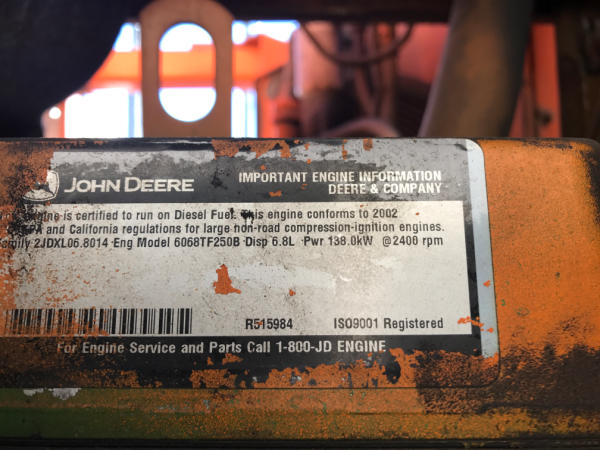 JOHN DEERE
IMPORTANT ENGINE INFORMATION
DEERE & COMPANY
engine is certified to run on Diesel Fuel. This engine conforms to 2002
and California regulations for large non-road compression-ignition engines.
Family 2JDXL06.8014 Eng Model 6068TF250B Disp 6.8L Pwr 138.0kW @2400 rpm
R515984 ISO9001 Registered
For Engine Service and Parts Call 1-800-JD ENGINE